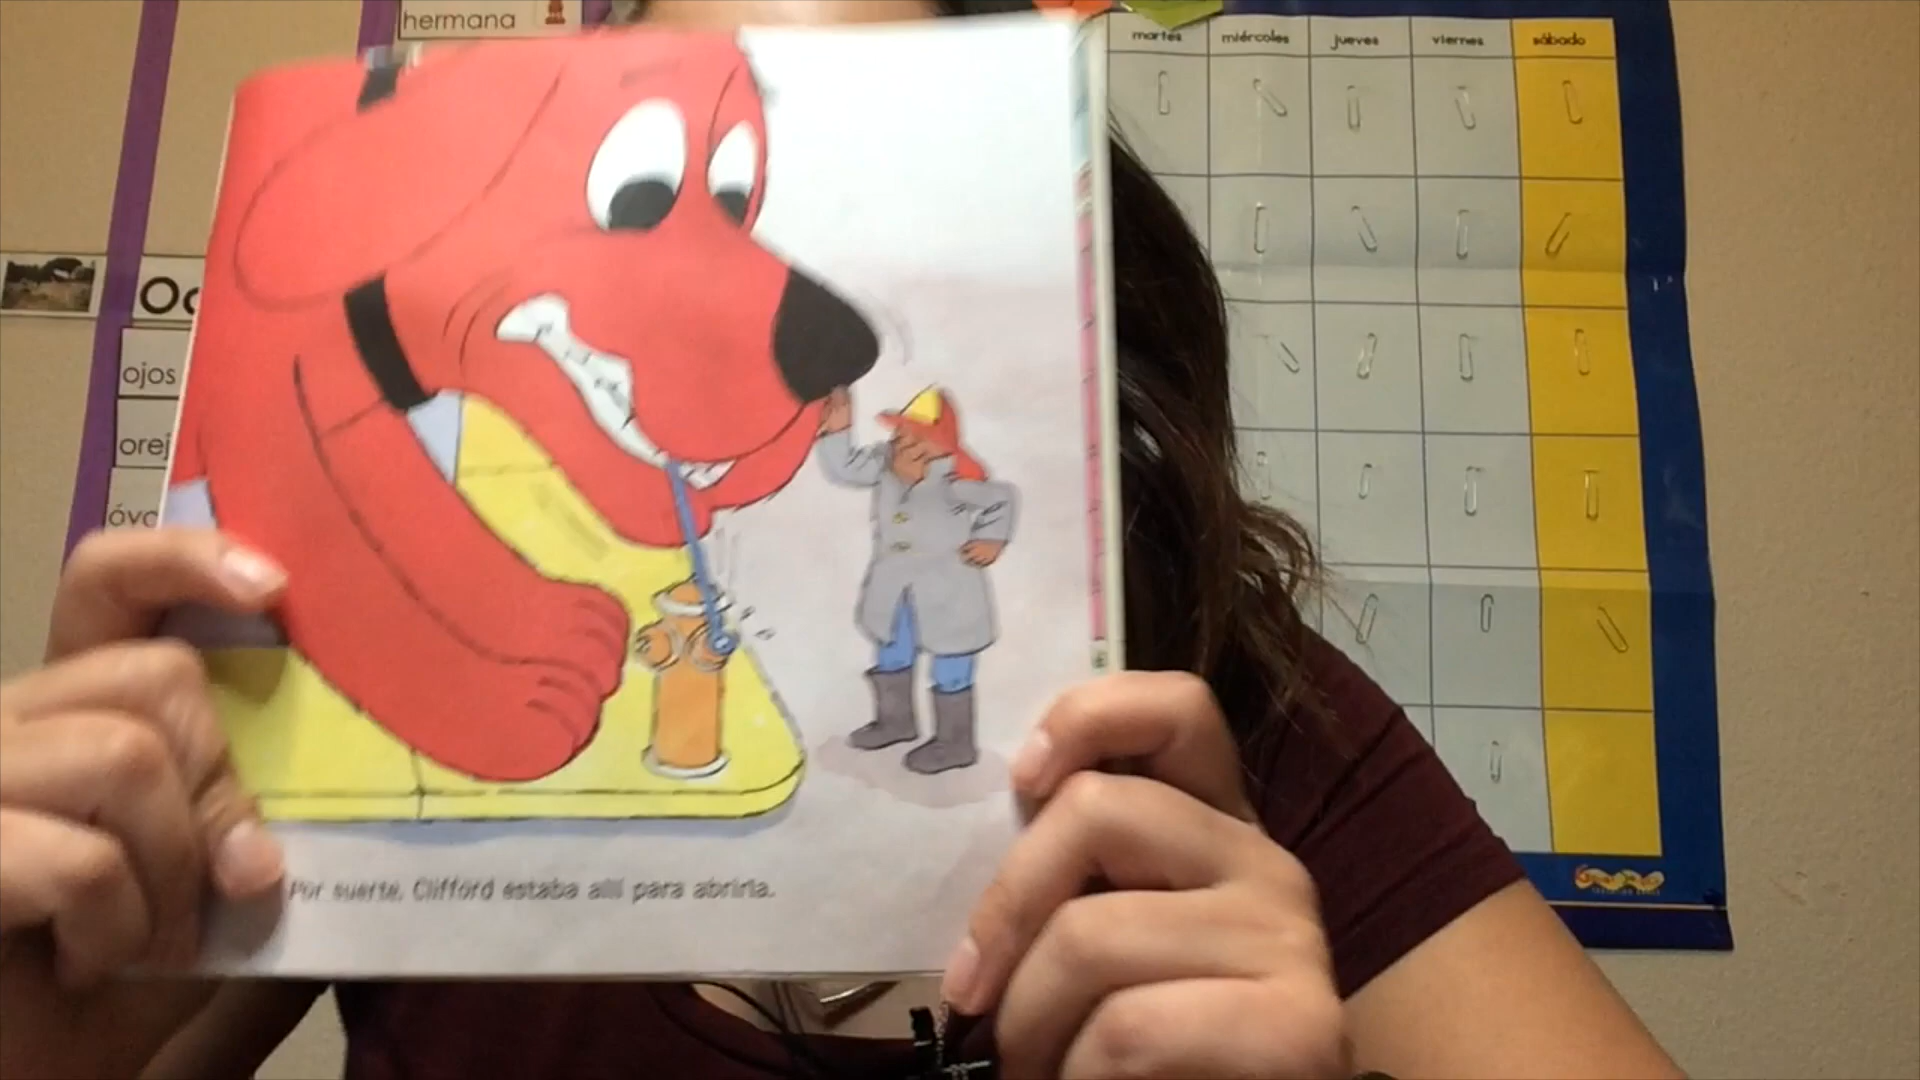 hermana
martes miércoles jueves viernes sábado
ojos
Por suerte, Clifford estaba allí para abrirla.